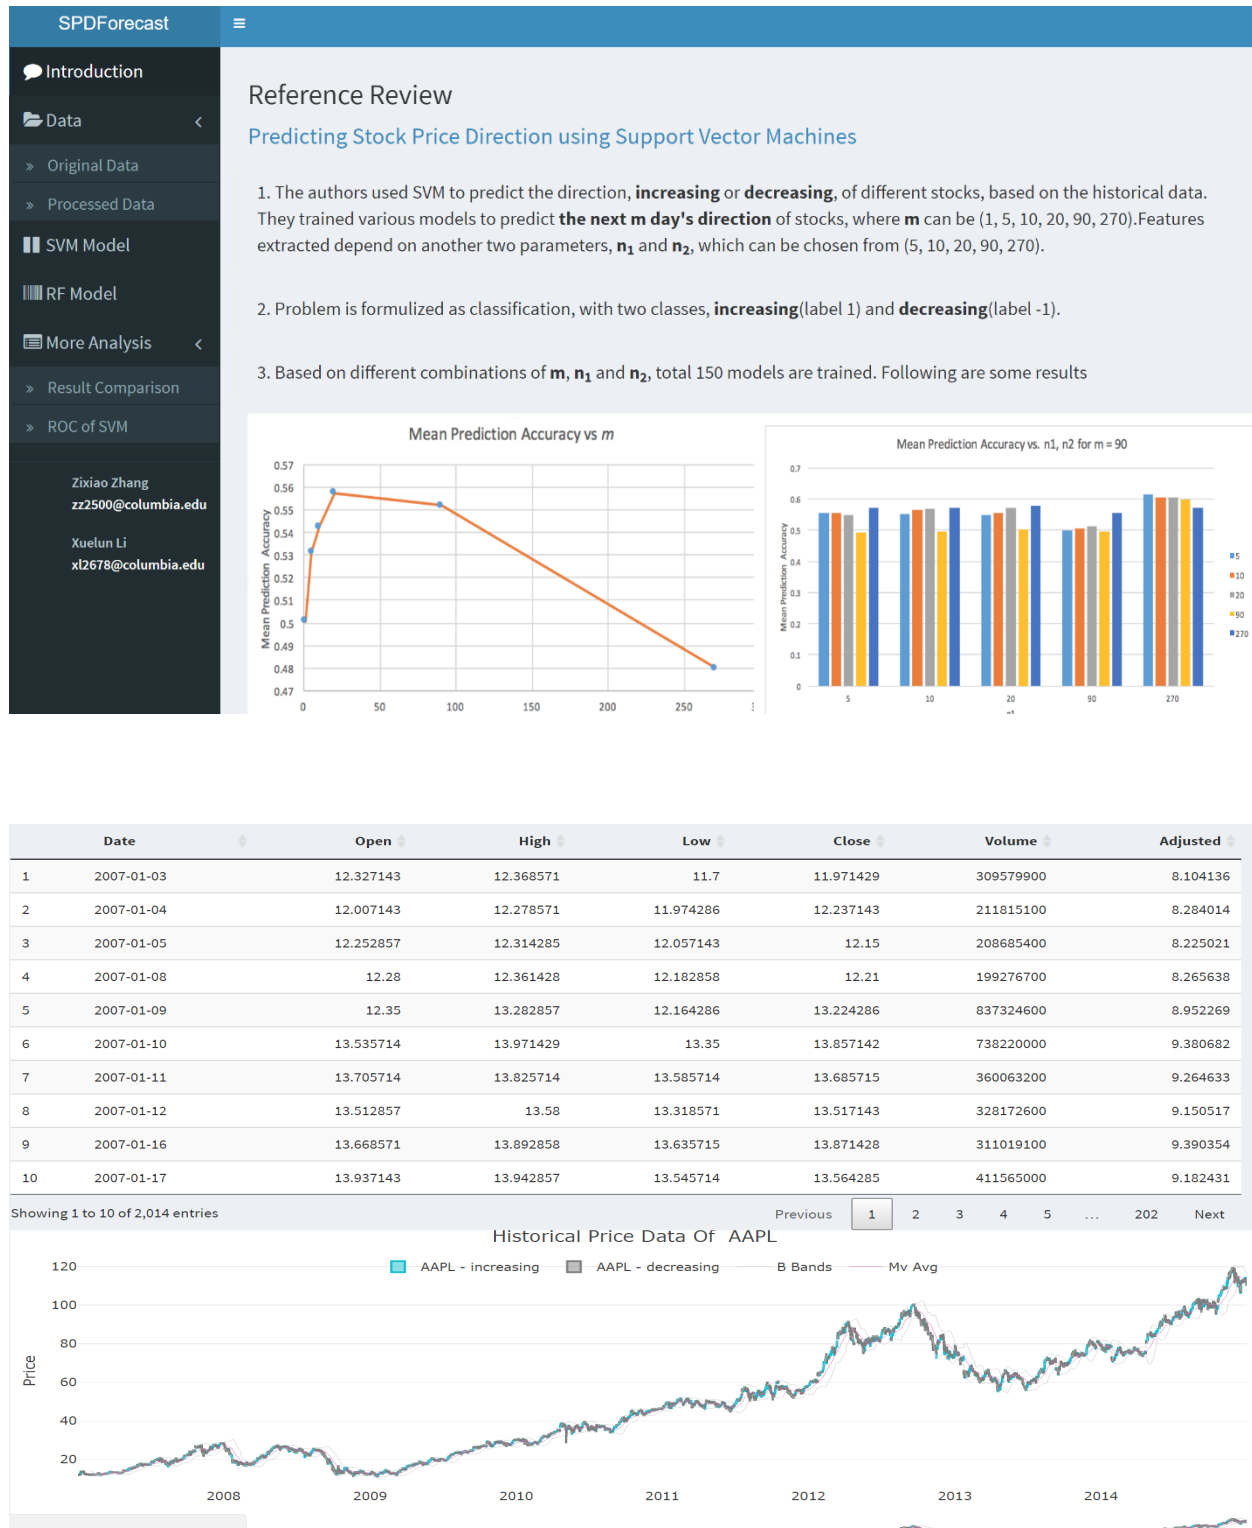 SPDForecast
Introduction
Data
» Original Data
» Processed Data
SVM Model
RF Model
More Analysis
» Result Comparison
» ROC of SVM
Zixiao Zhang
zz2500@columbia.edu
Xuelun Li
xl2678@columbia.edu
Reference Review
Predicting Stock Price Direction using Support Vector Machines
1. The authors used SVM to predict the direction, increasing or decreasing, of different stocks, based on the historical data.
They trained various models to predict the next m day's direction of stocks, where m can be (1, 5, 10, 20, 90, 270).Features
extracted depend on another two parameters, n1 and n2, which can be chosen from (5, 10, 20, 90, 270).
2. Problem is formulized as classification, with two classes, increasing(label 1) and decreasing(label -1).
3. Based on different combinations of m, n1 and n2, total 150 models are trained. Following are some results
Mean Prediction Accuracy vs m
Mean Prediction Accuracy
0.57
0.56
0.55
0.54
0.53
0.52
0.51
0.5
0.49
0.48
0.47
0 50 100 150 200 250
Mean Prediction Accuracy vs. n1, n2 for m = 90
Mean Prediction Accuracy
0.7
0.6
0.5
0.4
0.3
0.2
0.1
0
5 10 20 90 270
5
10
20
90
270
Date Open High Low Close Volume Adjusted
1 2007-01-03 12.327143 12.368571 11.7 11.971429 309579900 8.104136
2 2007-01-04 12.007143 12.278571 11.974286 12.237143 211815100 8.284014
3 2007-01-05 12.252857 12.314285 12.057143 12.15 208685400 8.225021
4 2007-01-08 12.28 12.361428 12.182858 12.21 199276700 8.265638
5 2007-01-09 12.35 13.282857 12.164286 13.224286 837324600 8.952269
6 2007-01-10 13.535714 13.971429 13.35 13.857142 738220000 9.380682
7 2007-01-11 13.705714 13.825714 13.585714 13.685715 360063200 9.264633
8 2007-01-12 13.512857 13.58 13.318571 13.517143 328172600 9.150517
9 2007-01-16 13.668571 13.892858 13.635715 13.871428 311019100 9.390354
10 2007-01-17 13.937143 13.942857 13.545714 13.564285 411565000 9.182431
Showing 1 to 10 of 2,014 entries
Previous 1 2 3 4 5 ... 202 Next
Historical Price Data Of AAPL
AAPL - increasing AAPL - decreasing B Bands Mv Avg
Price
120
100
80
60
40
20
2008 2009 2010 2011 2012 2013 2014